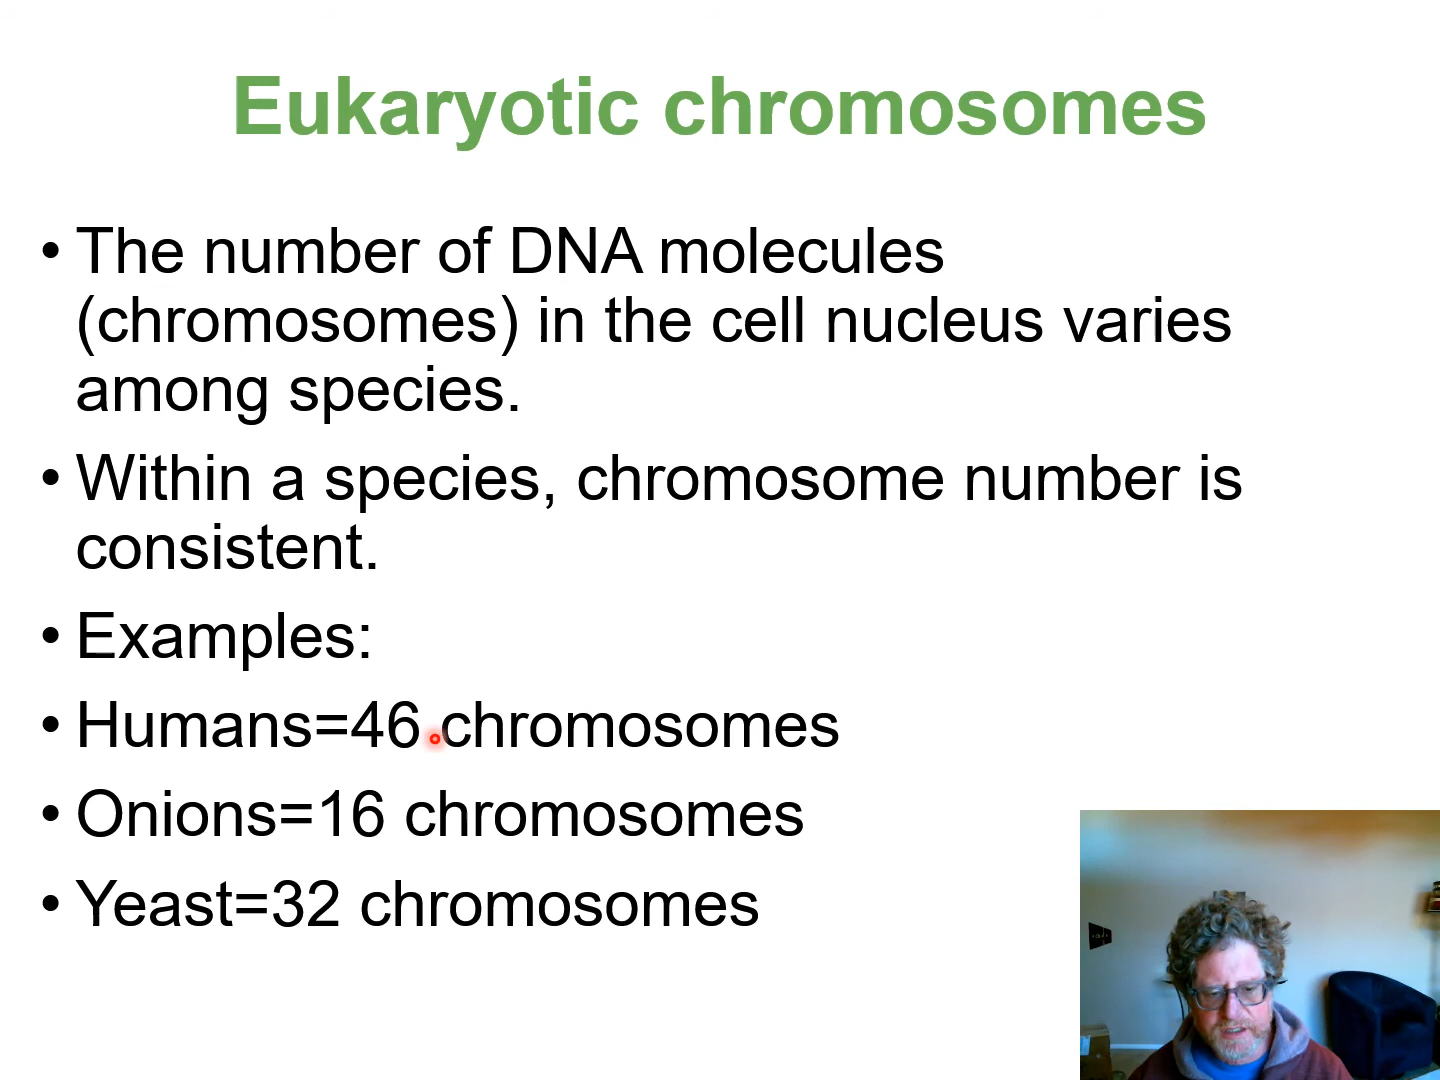 Eukaryotic chromosomes
• The number of DNA molecules
(chromosomes) in the cell nucleus varies
among species.
• Within a species, chromosome number is
consistent.
• Examples:
• Humans=46 chromosomes
• Onions=16 chromosomes
• Yeast=32 chromosomes